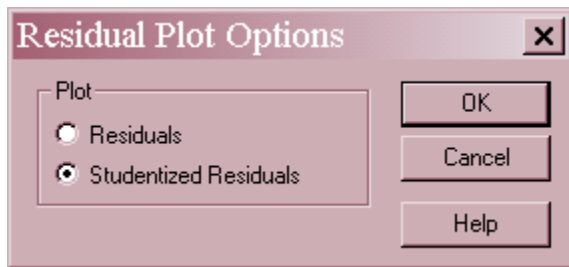 Residual Plot Options
Plot
Residuals
Studentized Residuals
OK
Cancel
Help